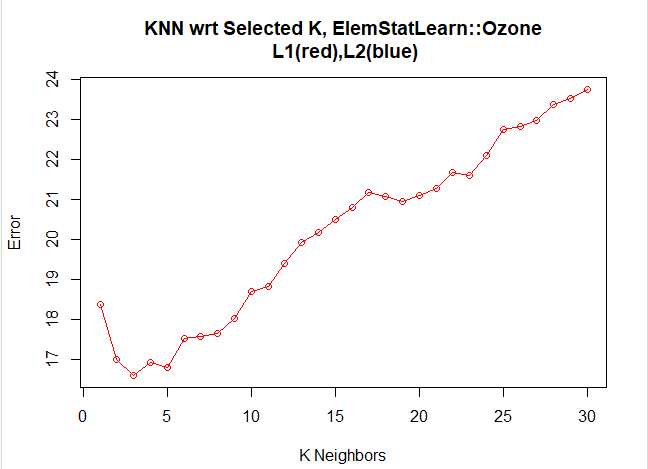 KNN wrt Selected K, ElemStatLearn::Ozone
L1(red),L2(blue)
24
23
22
21
20
19
18
17
Error
0 5 10 15 20 25 30
K Neighbors